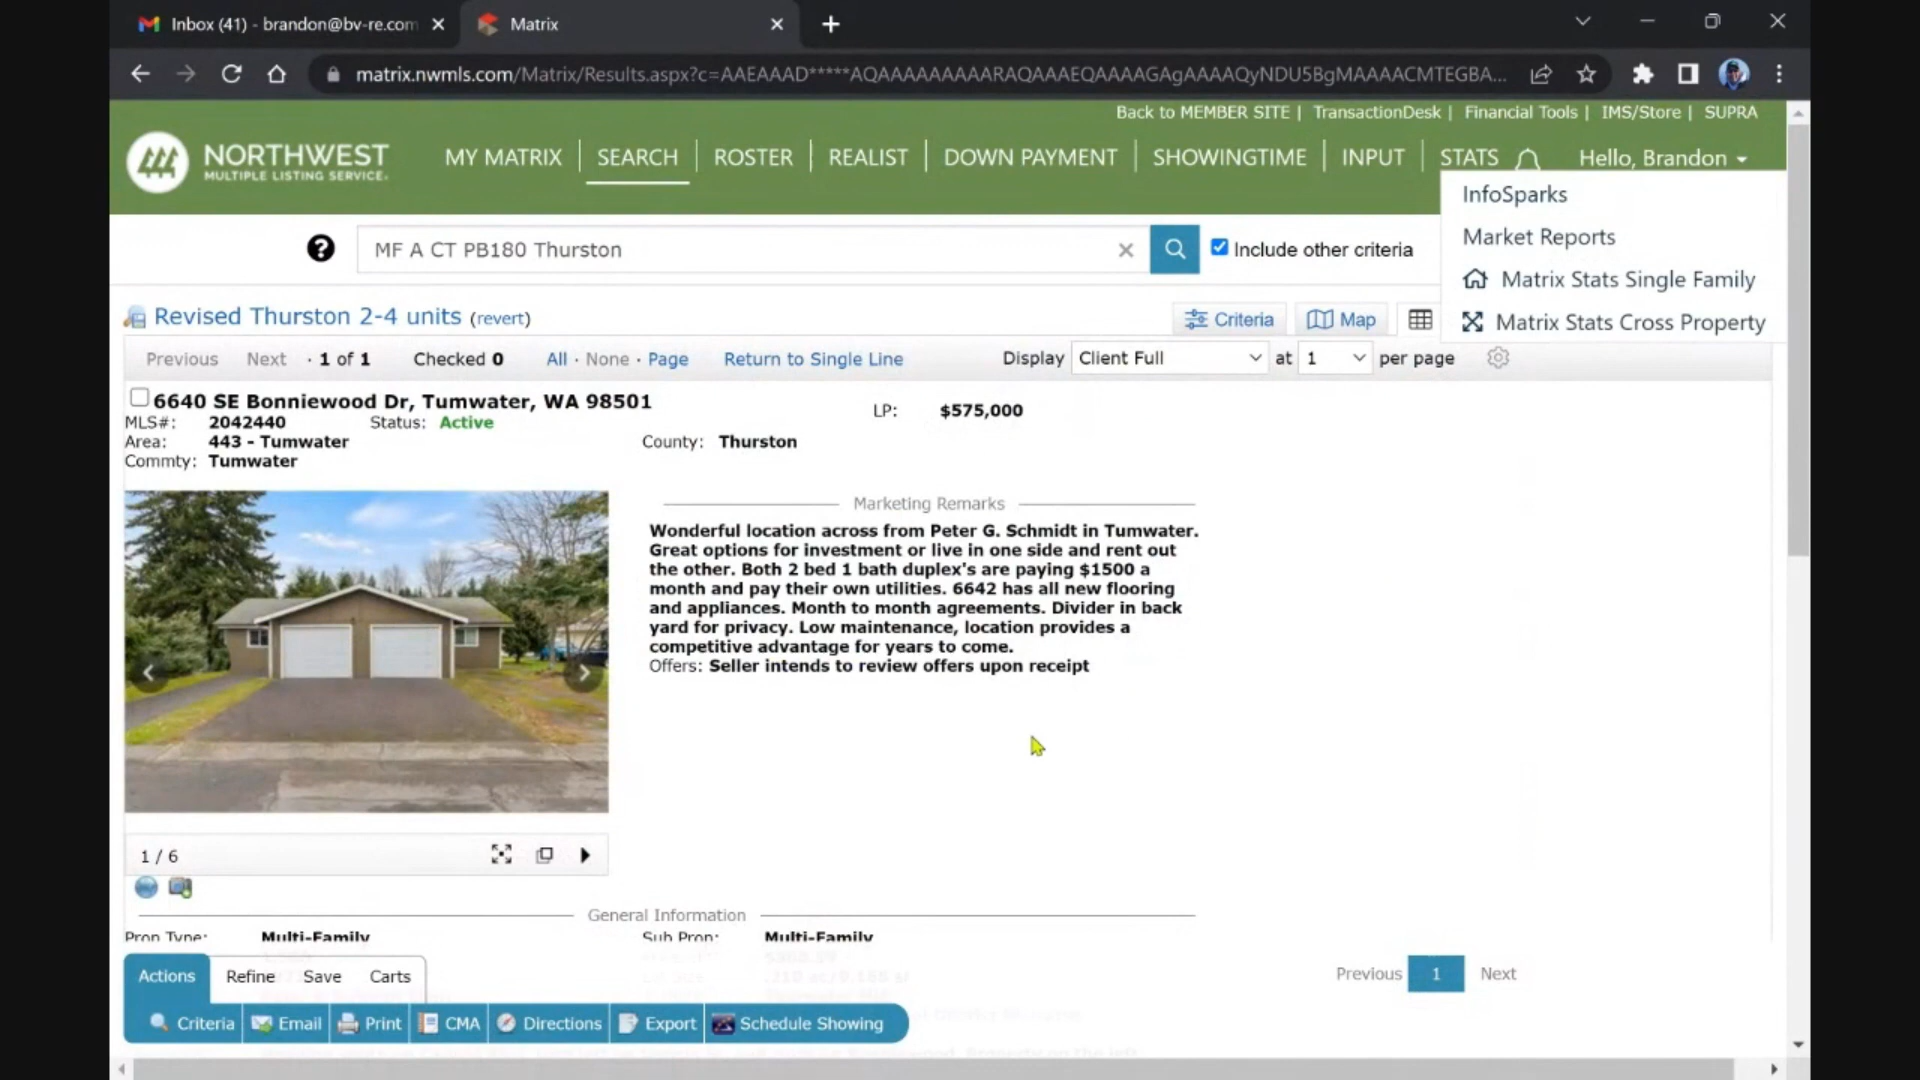 Inbox (41) - brandon@bv-re.com
Matrix
matrix.nwmls.com/Matrix/Results.aspx?c=AAEAAAD*****AQAAAAAAAAARAQAAAEQAAAAGAgAAAAQyNDU5BgMAAAACMTEGBA...
Back to MEMBER SITE | TransactionDesk | Financial Tools | IMS/Store | SUPRA
NORTHWEST
MULTIPLE LISTING SERVICE
MY MATRIX SEARCH ROSTER REALIST DOWN PAYMENT SHOWINGTIME INPUT STATS Hello, Brandon
InfoSparks
Market Reports
Matrix Stats Single Family
Matrix Stats Cross Property
MF A CT PB180 Thurston
Include other criteria
Revised Thurston 2-4 units (revert)
Criteria Map
Previous Next · 1 of 1 Checked 0 All · None · Page Return to Single Line Display Client Full at 1 per page
6640 SE Bonniewood Dr, Tumwater, WA 98501
LP: $575,000
MLS#: 2042440 Status: Active
Area: 443 - Tumwater County: Thurston
Commty: Tumwater
Marketing Remarks
Wonderful location across from Peter G. Schmidt in Tumwater.
Great options for investment or live in one side and rent out
the other. Both 2 bed 1 bath duplex's are paying $1500 a
month and pay their own utilities. 6642 has all new flooring
and appliances. Month to month agreements. Divider in back
yard for privacy. Low maintenance, location provides a
competitive advantage for years to come.
Offers: Seller intends to review offers upon receipt
1 / 6
General Information
Prop Type: Multi-Family Sub Prop: Multi-Family
Actions Refine Save Carts
Previous 1 Next
Criteria Email Print CMA Directions Export Schedule Showing